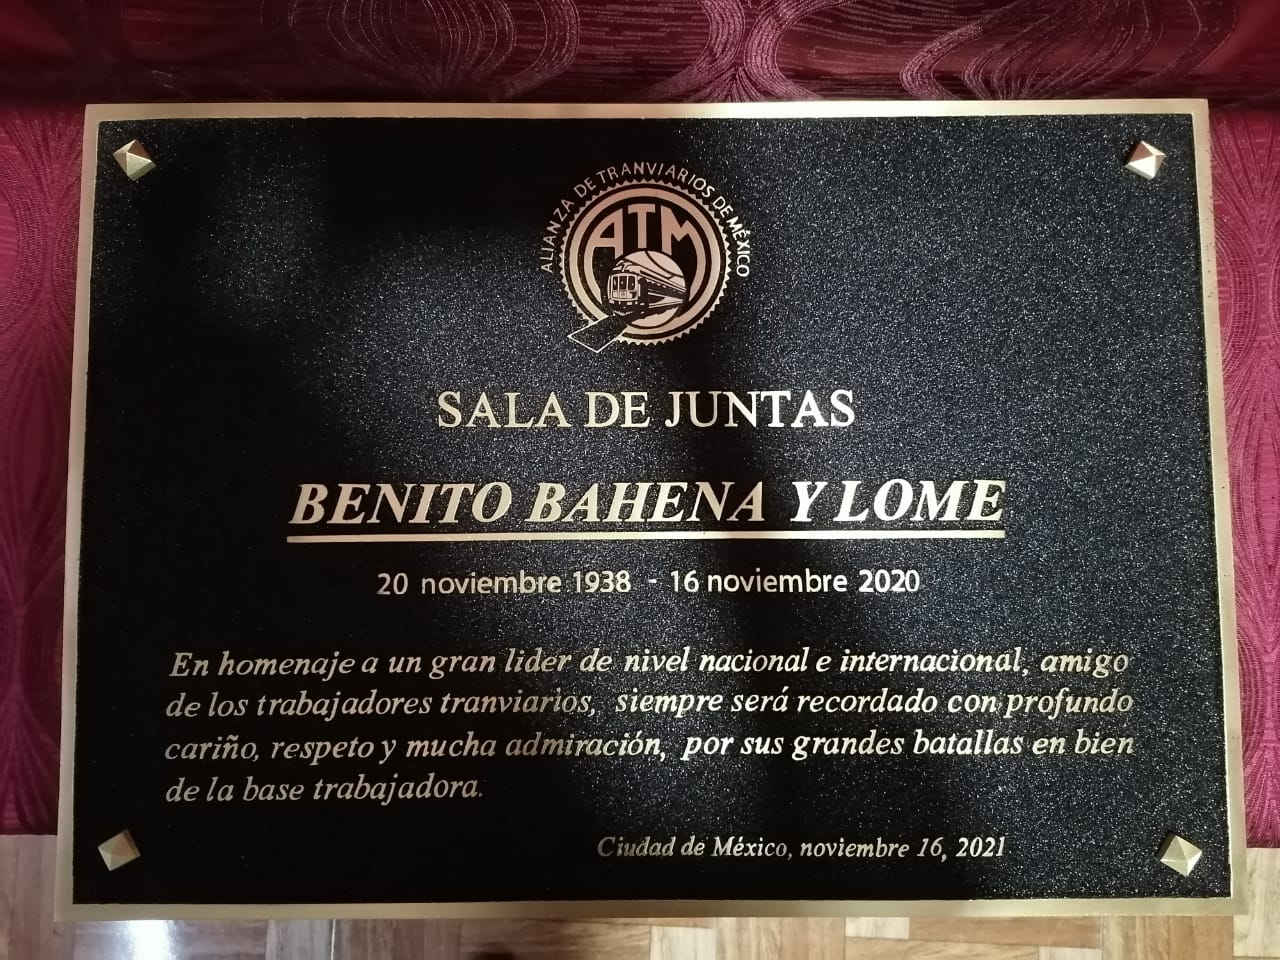 ALIANZA DE TRANVIARIOS DE MÉXICO
ATM
SALA DE JUNTAS
BENITO BAHENA Y LOME
20 noviembre 1938 - 16 noviembre 2020
En homenaje a un gran lider de nivel nacional e internacional, amigo
de los trabajadores tranviarios, siempre será recordado con profundo
cariño, respeto y mucha admiración, por sus grandes batallas en bien
de la base trabajadora.
Ciudad de México, noviembre 16, 2021